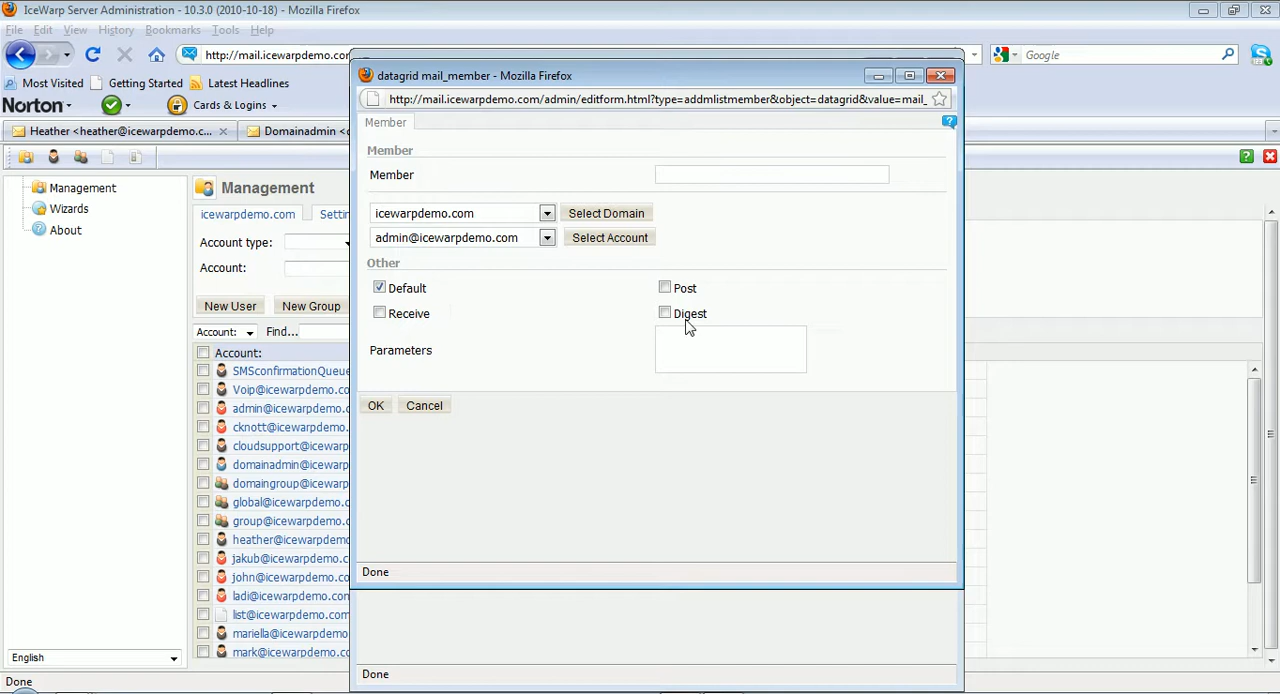 IceWarp Server Administration - 10.3.0 (2010-10-18) - Mozilla Firefox
File Edit View History Bookmarks Tools Help
http://mail.icewarpdemo.co
Google
Most Visited Getting Started Latest Headlines
Norton Cards & Logins
Heather <heather@icewarpdemo.c... Domainadmin <
datagrid mail_member - Mozilla Firefox
http://mail.icewarpdemo.com/admin/editform.html?type=addmlistmember&object=datagrid&value=mail_
Member
Member
Member
icewarpdemo.com Select Domain
admin@icewarpdemo.com Select Account
Other
Default Post
Receive Digest
Parameters
OK Cancel
Done
Done
Management
Wizards
About
Management
icewarpdemo.com Settin
Account type:
Account:
New User New Group
Account: Find...
Account:
SMSconfirmationQueue
Voip@icewarpdemo.co
admin@icewarpdemo.c
cknott@icewarpdemo.
cloudsupport@icewarp
domainadmin@icewarp
domaingroup@icewarp
global@icewarpdemo.c
group@icewarpdemo.c
heather@icewarpdemo
jakub@icewarpdemo.c
john@icewarpdemo.co
ladi@icewarpdemo.com
list@icewarpdemo.com
mariella@icewarpdemo
mark@icewarpdemo.c
English
Done